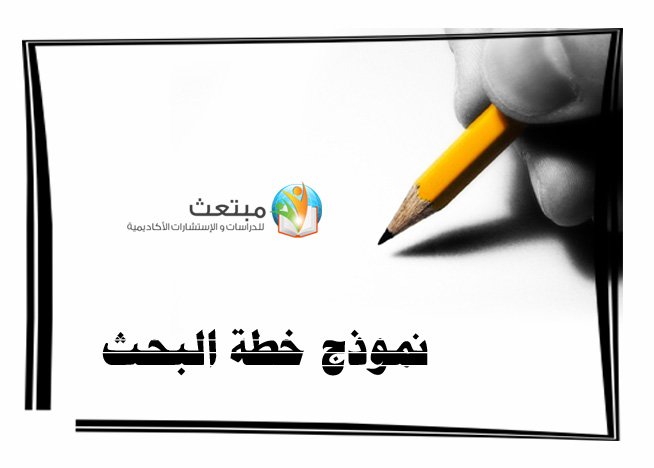 مبتعث
للدراسات و الإستشارات الأكاديمية
نموذج خطة البحث